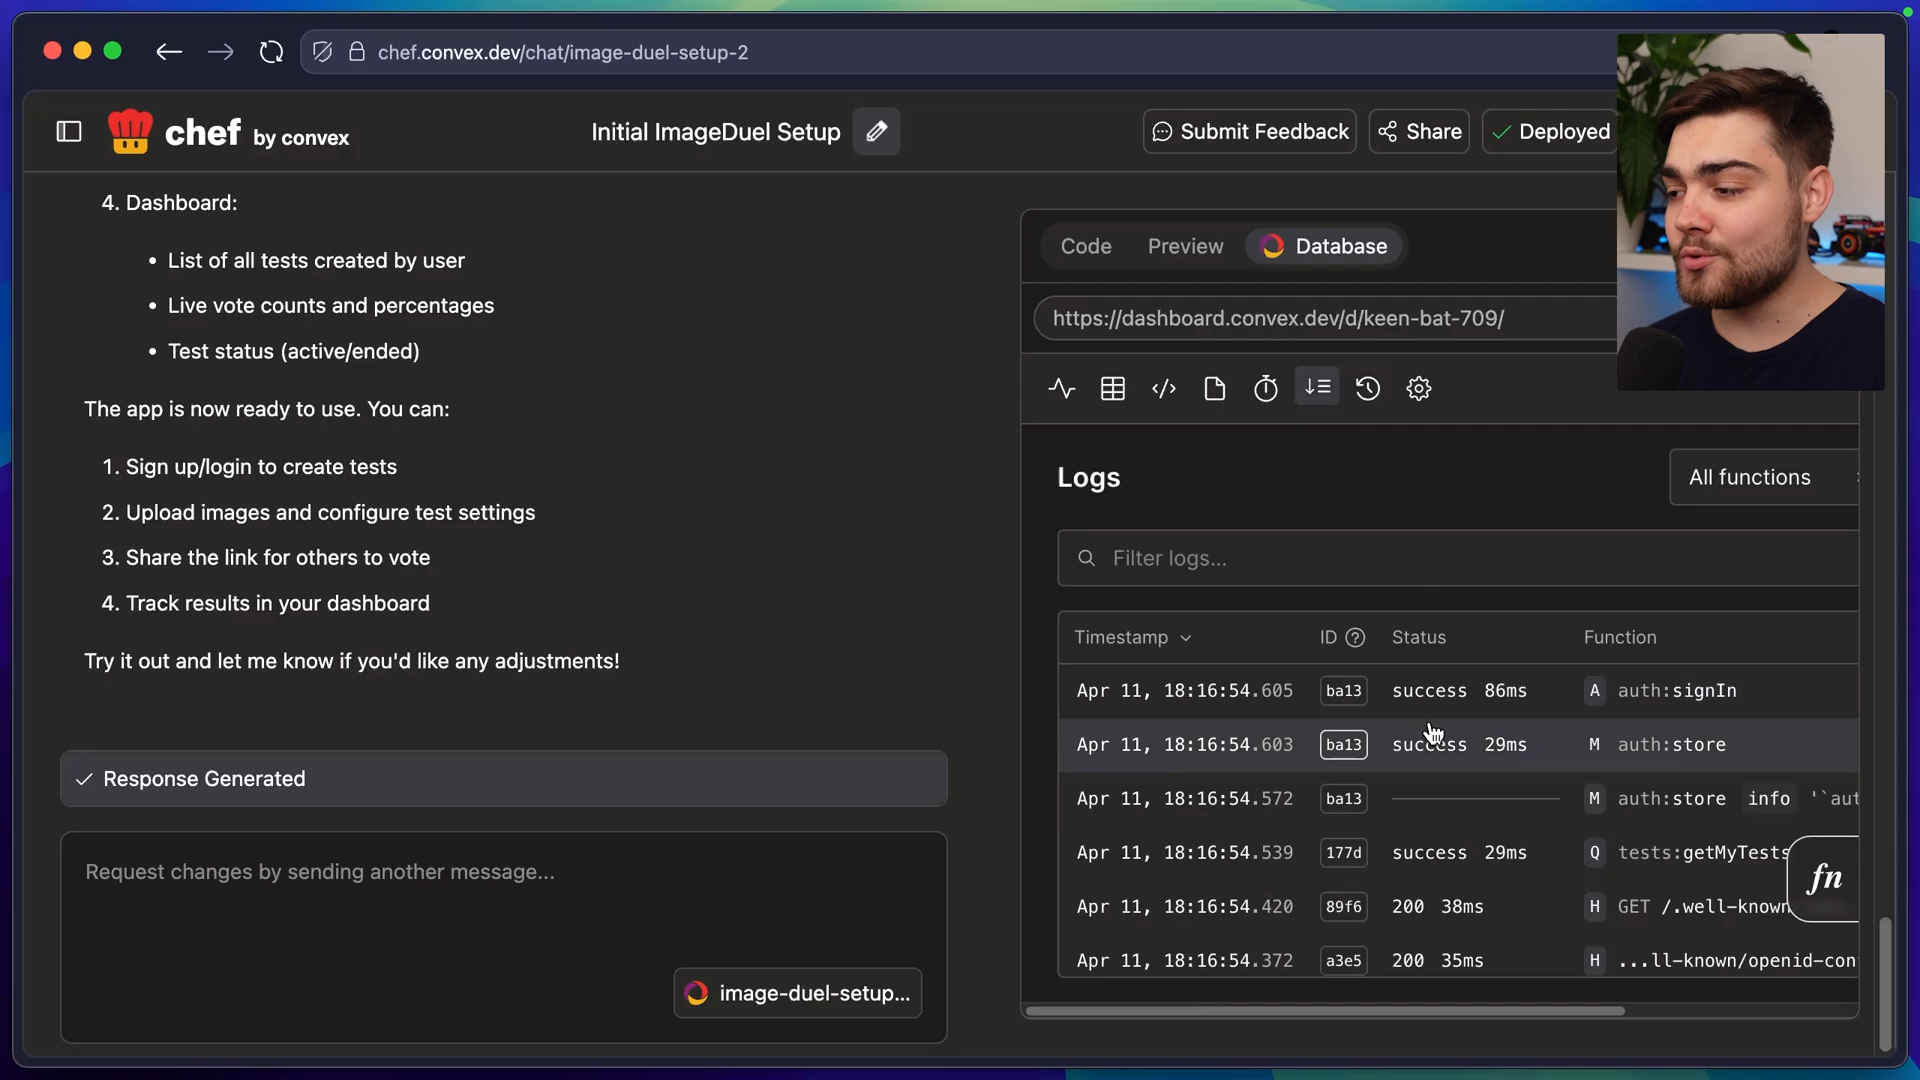 chef.convex.dev/chat/image-duel-setup-2
chef by convex
Initial ImageDuel Setup
Submit Feedback
Share
Deployed
4. Dashboard:
• List of all tests created by user
• Live vote counts and percentages
• Test status (active/ended)
The app is now ready to use. You can:
1. Sign up/login to create tests
2. Upload images and configure test settings
3. Share the link for others to vote
4. Track results in your dashboard
Try it out and let me know if you'd like any adjustments!
Response Generated
Request changes by sending another message...
image-duel-setup...
Code Preview Database
https://dashboard.convex.dev/d/keen-bat-709/
Logs
All functions
Filter logs...
Timestamp ID Status Function
Apr 11, 18:16:54.605 ba13 success 86ms A auth:signIn
Apr 11, 18:16:54.603 ba13 success 29ms M auth:store
Apr 11, 18:16:54.572 ba13 M auth:store info '`aut
Apr 11, 18:16:54.539 177d success 29ms Q tests:getMyTests
Apr 11, 18:16:54.420 89f6 200 38ms H GET /.well-known
Apr 11, 18:16:54.372 a3e5 200 35ms H ...ll-known/openid-con
fn